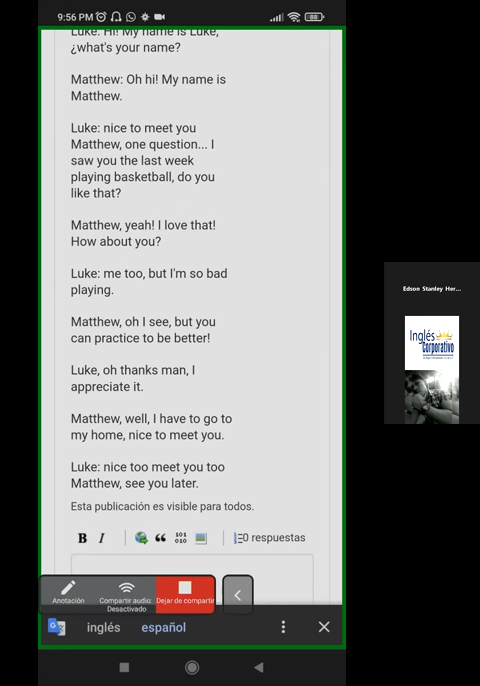 9:56 PM
88
Luke: Hi! My name is Luke,
¿what's your name?
Matthew: Oh hi! My name is
Matthew.
Luke: nice to meet you
Matthew, one question... I
saw you the last week
playing basketball, do you
like that?
Matthew, yeah! I love that!
How about you?
Luke: me too, but I'm so bad
playing.
Matthew, oh I see, but you
can practice to be better!
Luke, oh thanks man, I
appreciate it.
Matthew, well, I have to go to
my home, nice to meet you.
Luke: nice too meet you too
Matthew, see you later.
Esta publicación es visible para todos.
B I 101 010 0 respuestas
Anotación
Compartir audio:
Desactivado
Dejar de compartir
inglés español
Edson Stanley Her...
Inglés
Corporativo